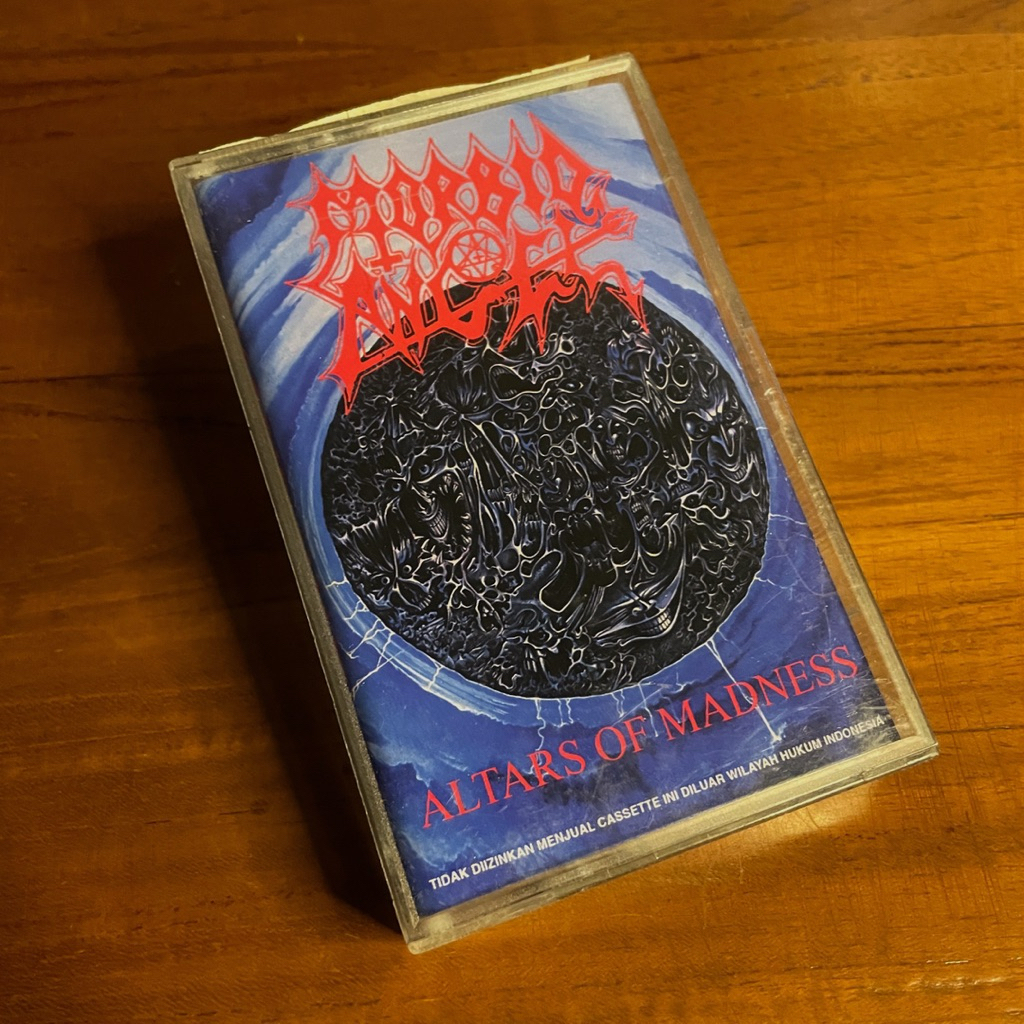 MORBID
ANGEL
ALTARS OF MADNESS
TIDAK DIIZINKAN MENJUAL CASSETTE INI DILUAR WILAYAH HUKUM INDONESIA